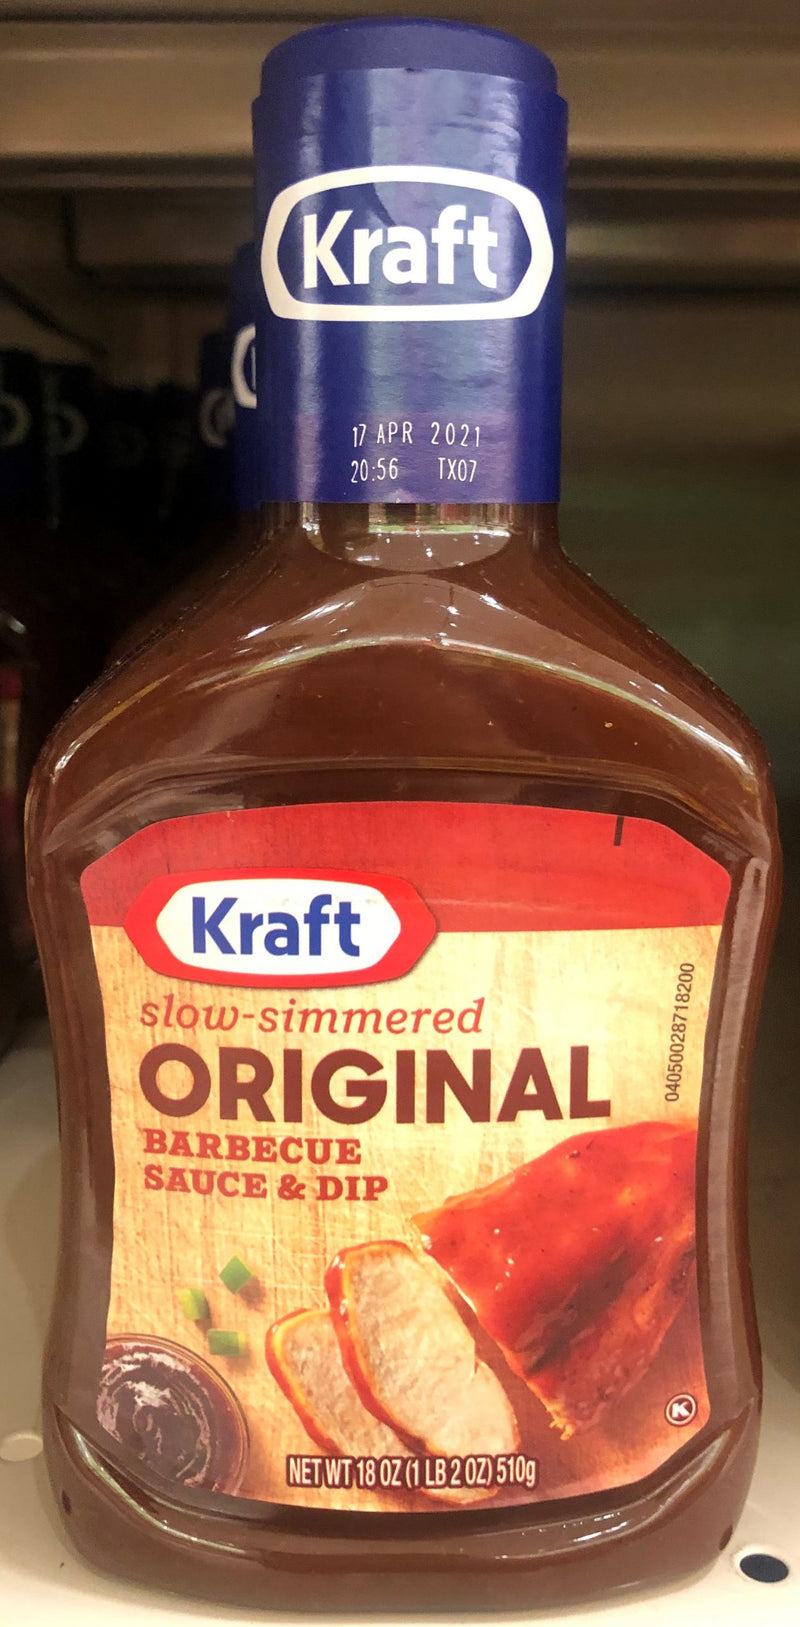 Kraft
17 APR 2021
20:56 TX07
Kraft
slow-simmered
ORIGINAL
BARBECUE
SAUCE & DIP
04050028718200
K
NET WT 18 OZ (1 LB 2 OZ) 510g